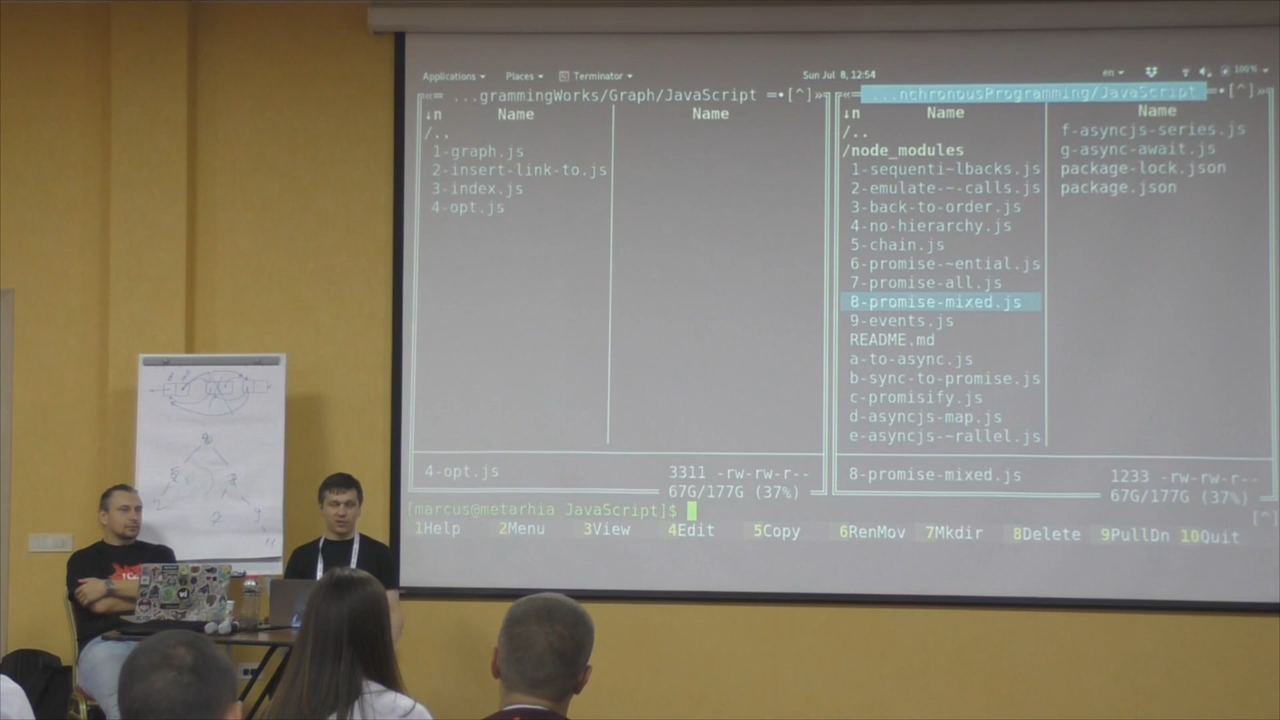 Applications Places Terminator Sun Jul 8, 12:54 en 100%
...grammingWorks/Graph/JavaScript =•[^]»
↓n Name Name
/..
1-graph.js
2-insert-link-to.js
3-index.js
4-opt.js
4-opt.js 3311 -rw-rw-r--
67G/177G (37%)
...nchronousProgramming/JavaScript =•[^]»
↓n Name Name
/..
/node_modules
1-sequenti~lbacks.js
2-emulate-~-calls.js
3-back-to-order.js
4-no-hierarchy.js
5-chain.js
6-promise-~ential.js
7-promise-all.js
8-promise-mixed.js
9-events.js
README.md
a-to-async.js
b-sync-to-promise.js
c-promisify.js
d-asyncjs-map.js
e-asyncjs-~rallel.js
f-asyncjs-series.js
g-async-await.js
package-lock.json
package.json
8-promise-mixed.js 1233 -rw-rw-r--
67G/177G (37%)
[marcus@metarhia JavaScript]$
[^]
1Help 2Menu 3View 4Edit 5Copy 6RenMov 7Mkdir 8Delete 9PullDn 10Quit